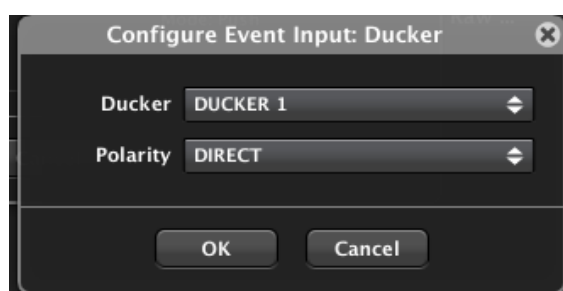 Configure Event Input: Ducker
Ducker DUCKER 1
Polarity DIRECT
OK Cancel